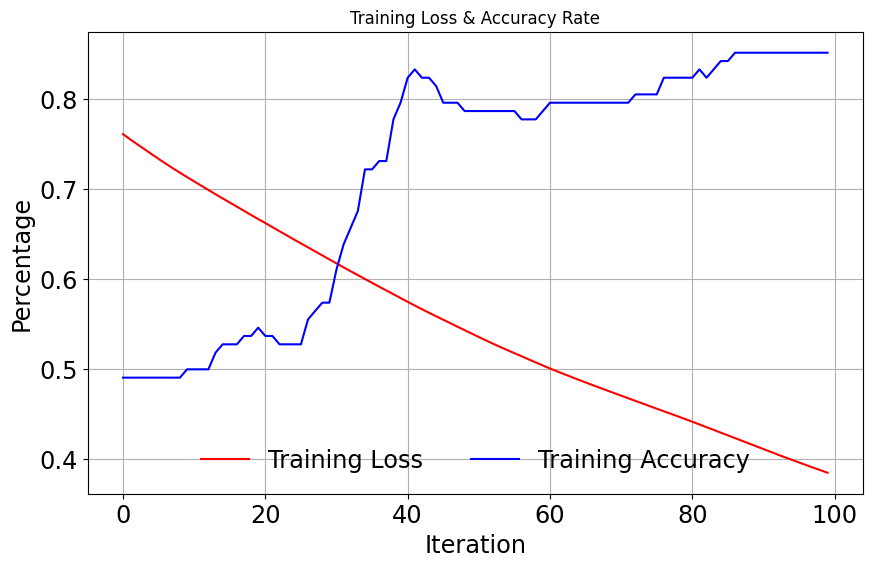 Training Loss & Accuracy Rate
Percentage
0.8
0.7
0.6
0.5
0.4
Training Loss
Training Accuracy
0 20 40 60 80 100
Iteration